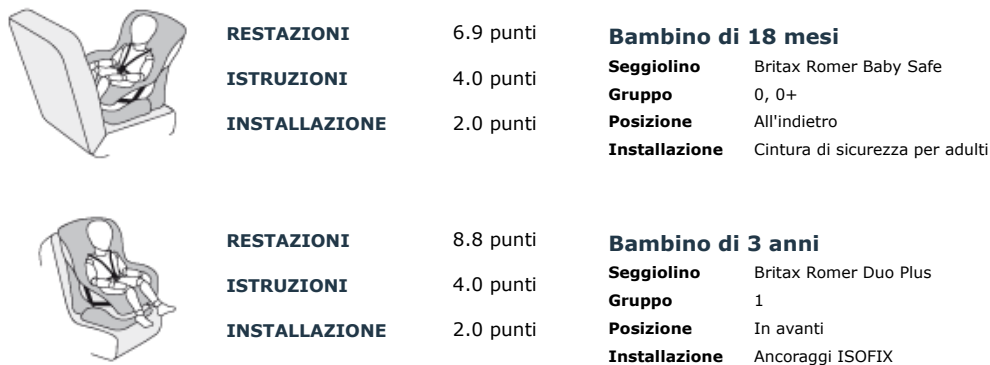 RESTAZIONI 6.9 punti
ISTRUZIONI 4.0 punti
INSTALLAZIONE 2.0 punti
Bambino di 18 mesi
Seggiolino Britax Romer Baby Safe
Gruppo 0, 0+
Posizione All'indietro
Installazione Cintura di sicurezza per adulti
RESTAZIONI 8.8 punti
ISTRUZIONI 4.0 punti
INSTALLAZIONE 2.0 punti
Bambino di 3 anni
Seggiolino Britax Romer Duo Plus
Gruppo 1
Posizione In avanti
Installazione Ancoraggi ISOFIX